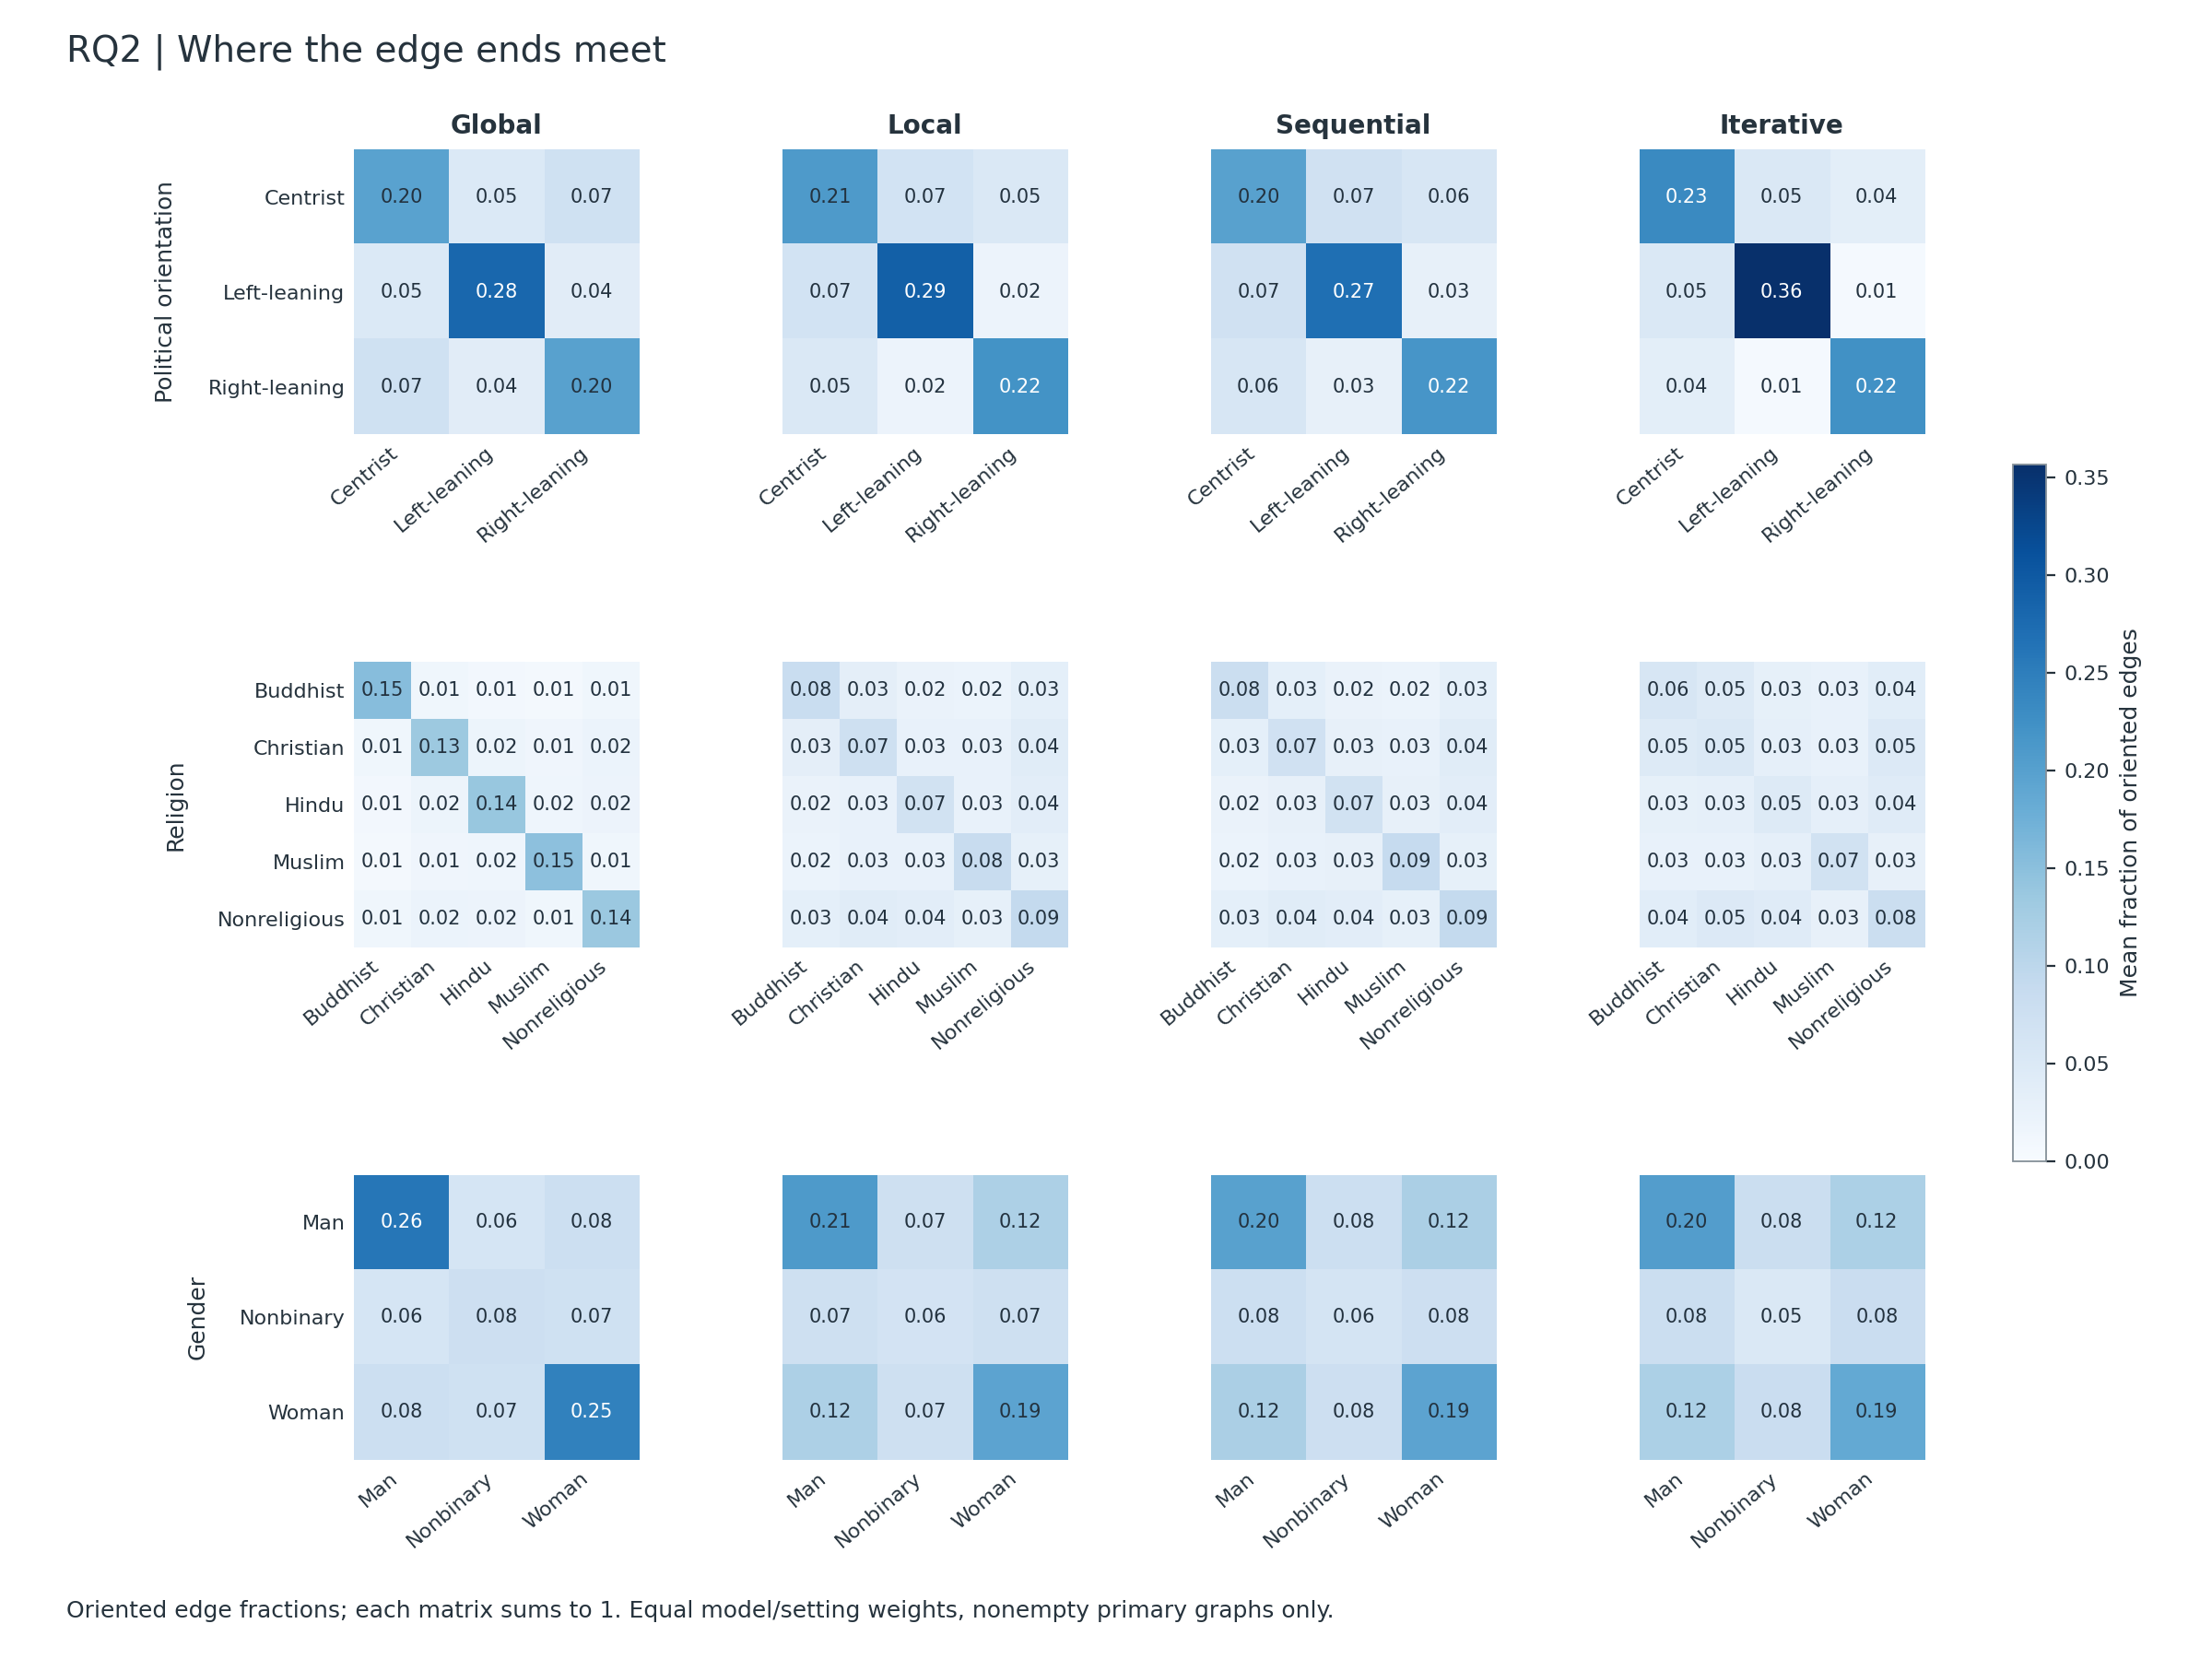 RQ2 | Where the edge ends meet
Global Local Sequential Iterative
Political orientation
Centrist 0.20 0.05 0.07 0.21 0.07 0.05 0.20 0.07 0.06 0.23 0.05 0.04
Left-leaning 0.05 0.28 0.04 0.07 0.29 0.02 0.07 0.27 0.03 0.05 0.36 0.01
Right-leaning 0.07 0.04 0.20 0.05 0.02 0.22 0.06 0.03 0.22 0.04 0.01 0.22
Centrist Left-leaning Right-leaning Centrist Left-leaning Right-leaning Centrist Left-leaning Right-leaning Centrist Left-leaning Right-leaning
Religion
Buddhist 0.15 0.01 0.01 0.01 0.01 0.08 0.03 0.02 0.02 0.03 0.08 0.03 0.02 0.02 0.03 0.06 0.05 0.03 0.03 0.04
Christian 0.01 0.13 0.02 0.01 0.02 0.03 0.07 0.03 0.03 0.04 0.03 0.07 0.03 0.03 0.04 0.05 0.05 0.03 0.03 0.05
Hindu 0.01 0.02 0.14 0.02 0.02 0.02 0.03 0.07 0.03 0.04 0.02 0.03 0.07 0.03 0.04 0.03 0.03 0.05 0.03 0.04
Muslim 0.01 0.01 0.02 0.15 0.01 0.02 0.03 0.03 0.08 0.03 0.02 0.03 0.03 0.09 0.03 0.03 0.03 0.03 0.07 0.03
Nonreligious 0.01 0.02 0.02 0.01 0.14 0.03 0.04 0.04 0.03 0.09 0.03 0.04 0.04 0.03 0.09 0.04 0.05 0.04 0.03 0.08
Buddhist Christian Hindu Muslim Nonreligious Buddhist Christian Hindu Muslim Nonreligious Buddhist Christian Hindu Muslim Nonreligious Buddhist Christian Hindu Muslim Nonreligious
Gender
Man 0.26 0.06 0.08 0.21 0.07 0.12 0.20 0.08 0.12 0.20 0.08 0.12
Nonbinary 0.06 0.08 0.07 0.07 0.06 0.07 0.08 0.06 0.08 0.08 0.05 0.08
Woman 0.08 0.07 0.25 0.12 0.07 0.19 0.12 0.08 0.19 0.12 0.08 0.19
Man Nonbinary Woman Man Nonbinary Woman Man Nonbinary Woman Man Nonbinary Woman
0.35
0.30
0.25
0.20
0.15
0.10
0.05
0.00
Mean fraction of oriented edges
Oriented edge fractions; each matrix sums to 1. Equal model/setting weights, nonempty primary graphs only.